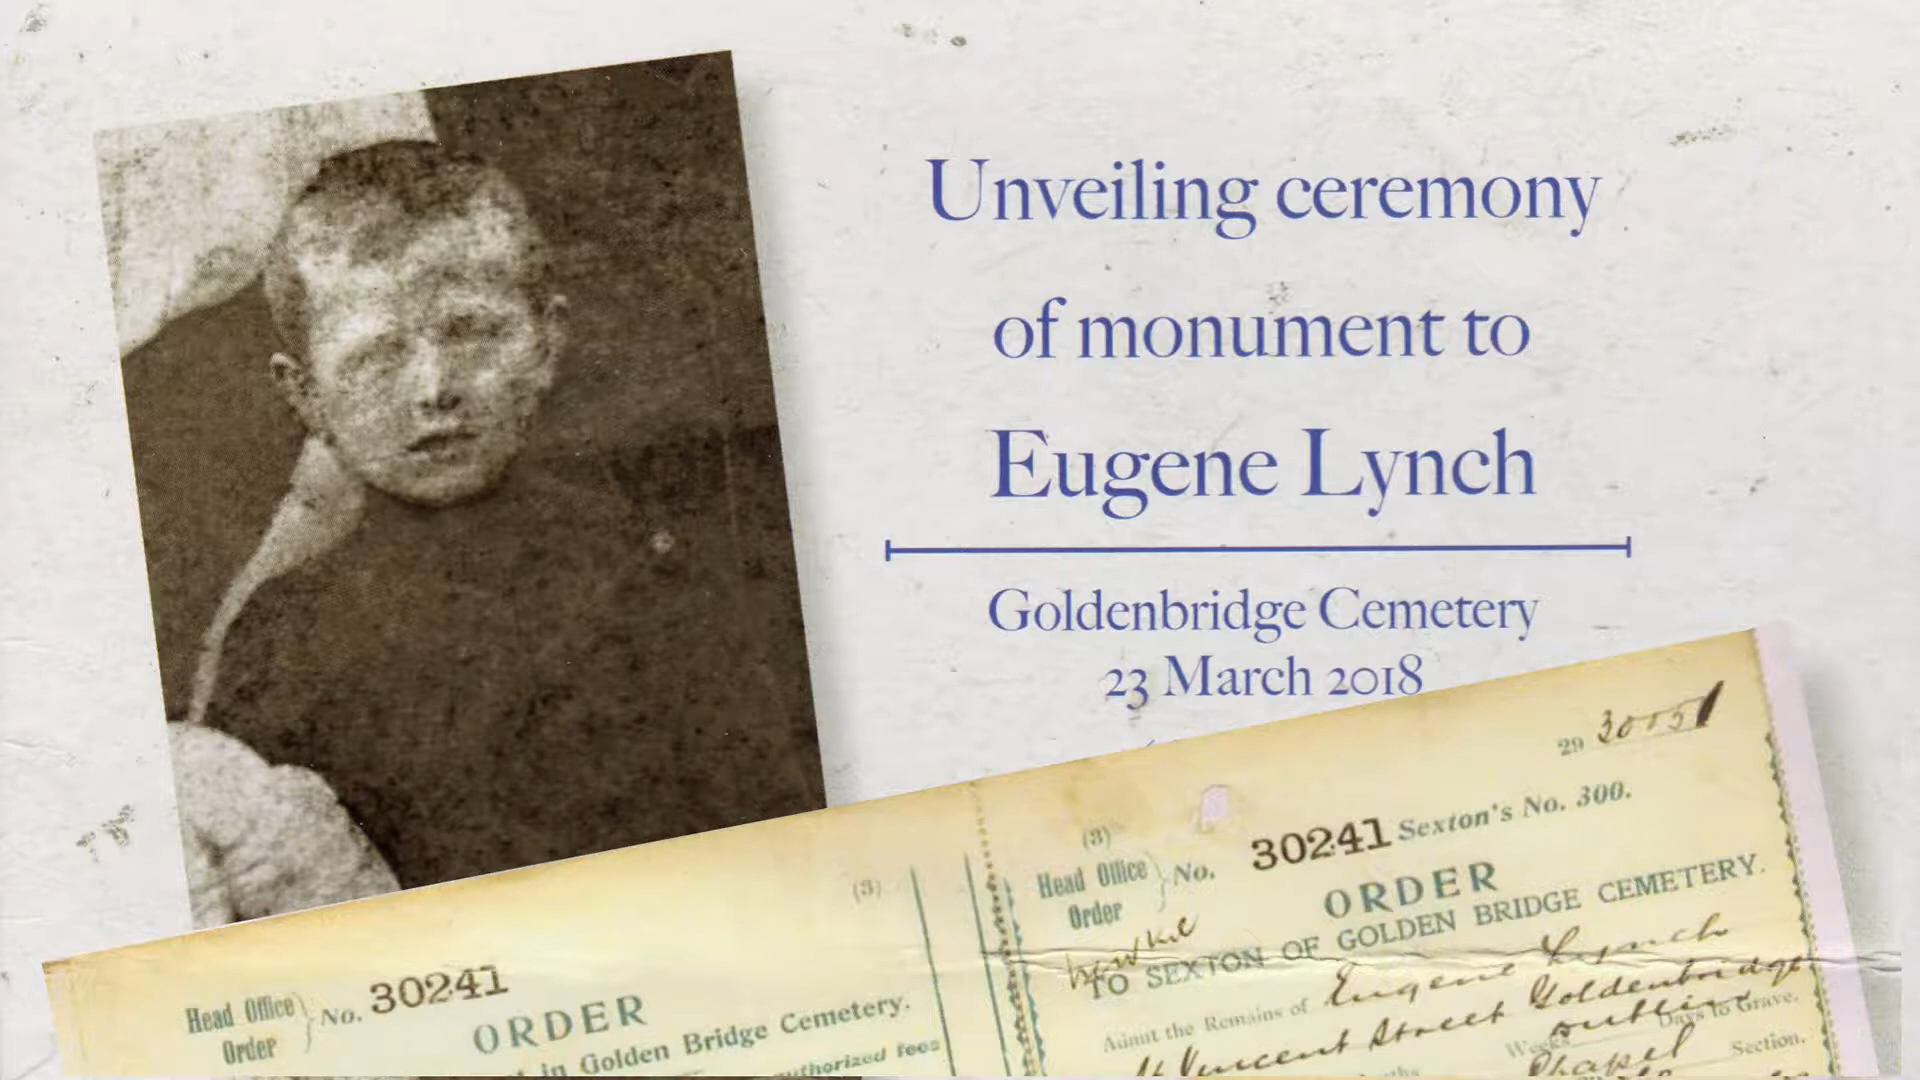 Unveiling ceremony
of monument to
Eugene Lynch
Goldenbridge Cemetery
23 March 2018
29 30151
(3)
Head Office
Order
No. 30241 Sexton's No. 300.
ORDER
TO SEXTON OF GOLDEN BRIDGE CEMETERY.
Admit the Remains of Eugene Lynch
Vincent Street Goldenbridge
Dublin
Weeks Days to Grave.
Chapel Section.
(3)
Head Office
Order
No. 30241
ORDER
in Golden Bridge Cemetery.
authorized fees